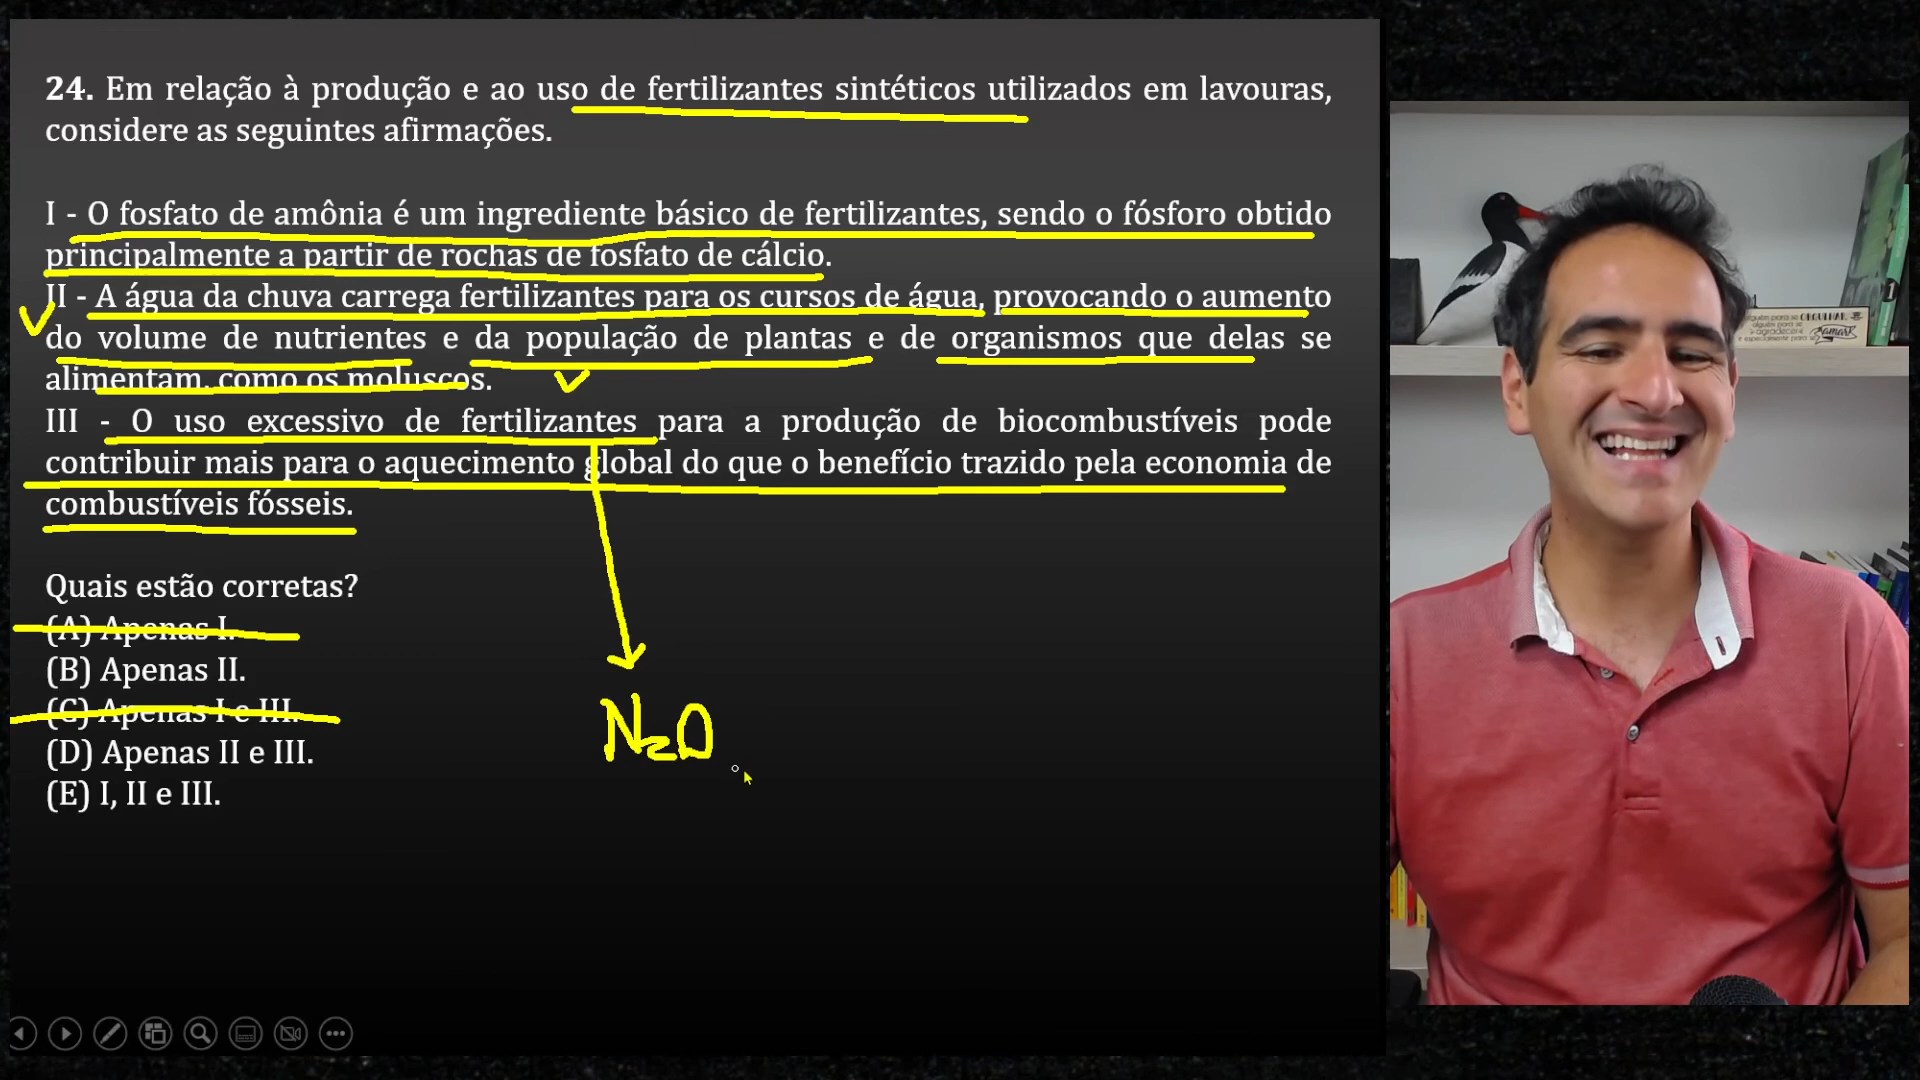 24. Em relação à produção e ao uso de fertilizantes sintéticos utilizados em lavouras,
considere as seguintes afirmações.
I - O fosfato de amônia é um ingrediente básico de fertilizantes, sendo o fósforo obtido
principalmente a partir de rochas de fosfato de cálcio.
II - A água da chuva carrega fertilizantes para os cursos de água, provocando o aumento
do volume de nutrientes e da população de plantas e de organismos que delas se
alimentam, como os moluscos.
III - O uso excessivo de fertilizantes para a produção de biocombustíveis pode
contribuir mais para o aquecimento global do que o benefício trazido pela economia de
combustíveis fósseis.
Quais estão corretas?
(A) Apenas I.
(B) Apenas II.
(C) Apenas I e III.
(D) Apenas II e III.
(E) I, II e III.
N₂O
ORGULHAR